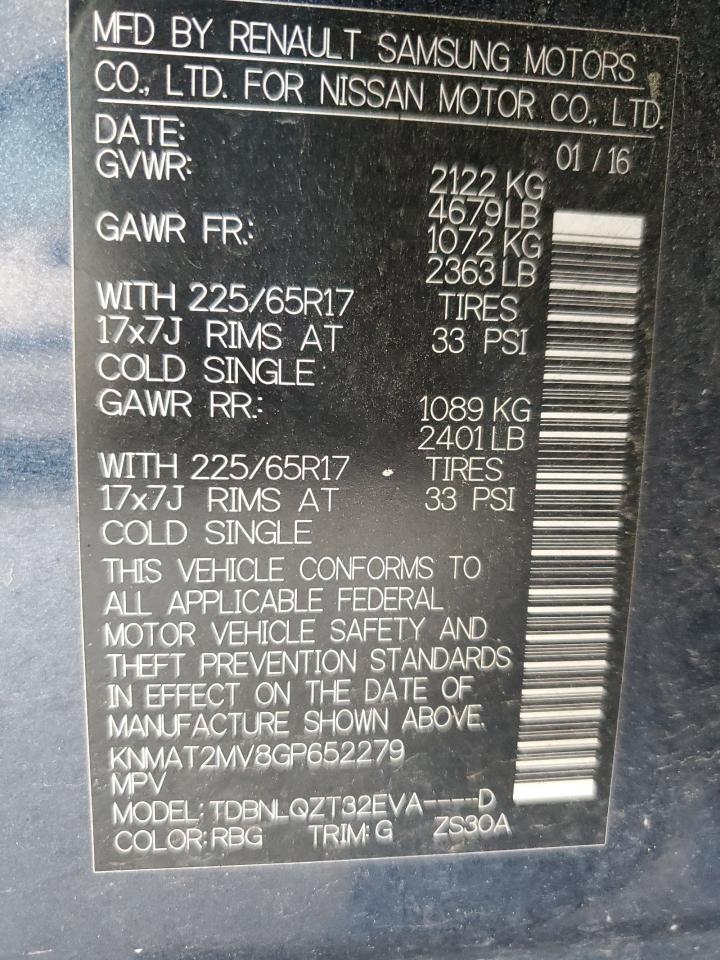 MFD BY RENAULT SAMSUNG MOTORS
CO., LTD. FOR NISSAN MOTOR CO., LTD.
DATE: 01 / 16
GVWR: 2122 KG
4679 LB
GAWR FR.: 1072 KG
2363 LB
WITH 225/65R17 TIRES
17x7J RIMS AT 33 PSI
COLD SINGLE
GAWR RR.: 1089 KG
2401 LB
WITH 225/65R17 TIRES
17x7J RIMS AT 33 PSI
COLD SINGLE
THIS VEHICLE CONFORMS TO
ALL APPLICABLE FEDERAL
MOTOR VEHICLE SAFETY AND
THEFT PREVENTION STANDARDS
IN EFFECT ON THE DATE OF
MANUFACTURE SHOWN ABOVE.
KNMAT2MV8GP652279
MPV
MODEL: TDBNLQZT32EVA----D
COLOR: RBG TRIM: G ZS30A